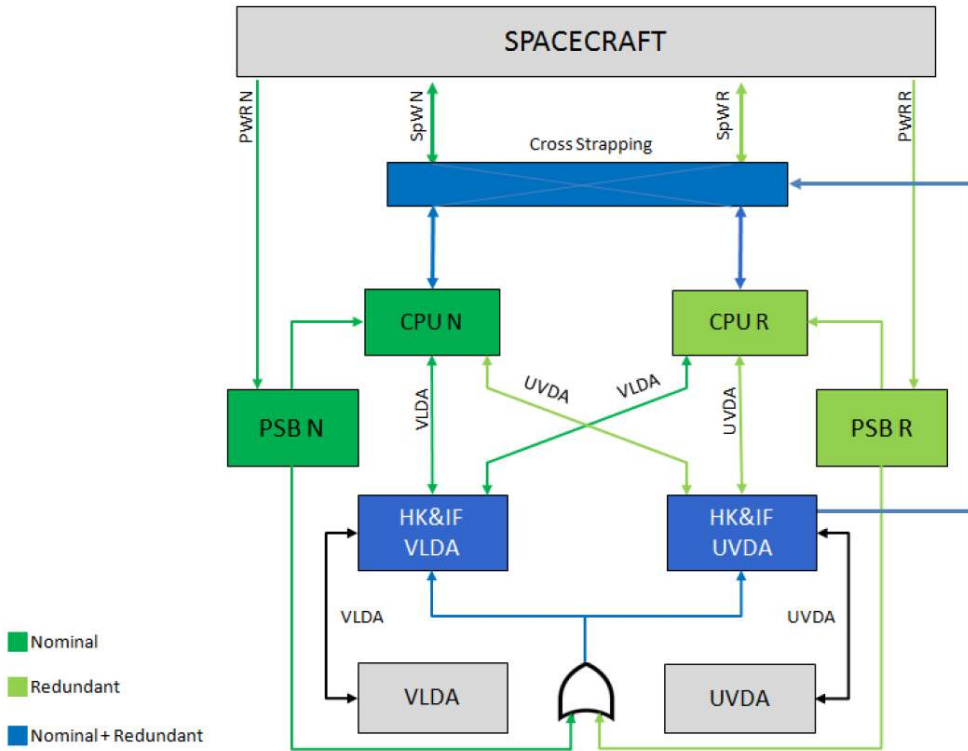 SPACECRAFT
PWR N
SpW N
SpW R
PWR R
Cross Strapping
CPU N
CPU R
VLDA
UVDA
VLDA
UVDA
PSB N
PSB R
HK&IF
VLDA
HK&IF
UVDA
VLDA
UVDA
Nominal
Redundant
Nominal + Redundant
VLDA
UVDA